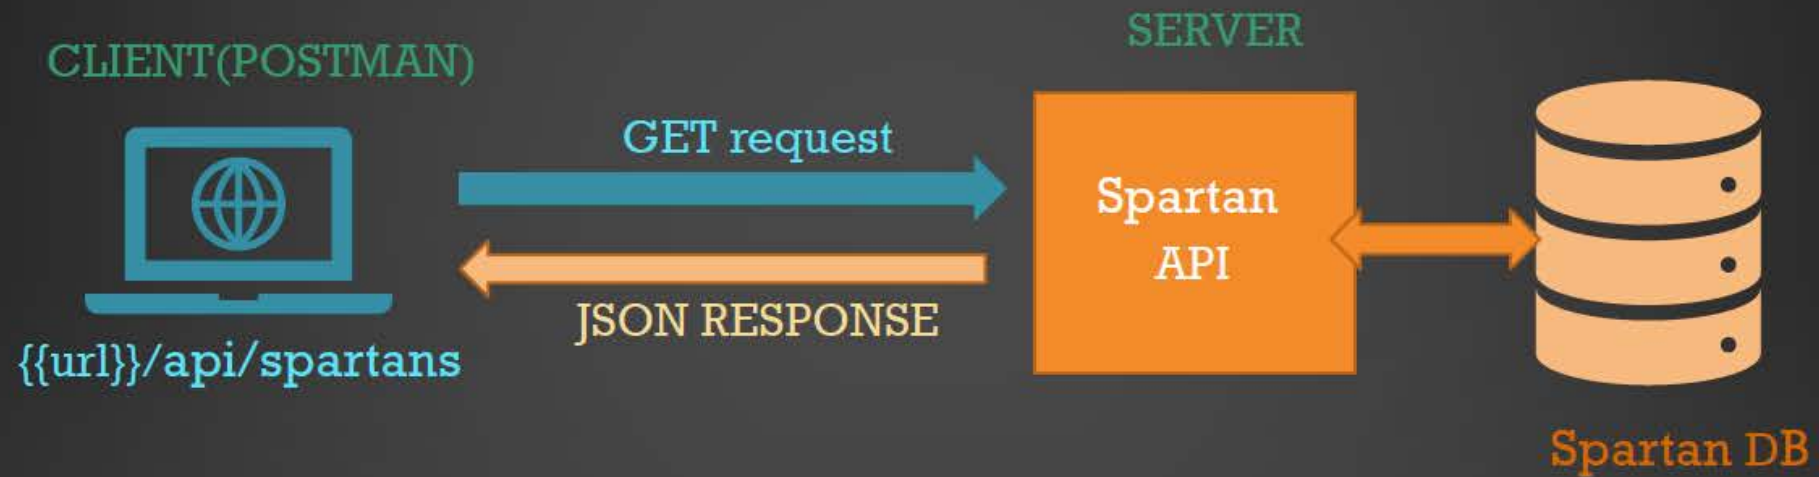 CLIENT(POSTMAN)
SERVER
GET request
Spartan
API
JSON RESPONSE
{{url}}/api/spartans
Spartan DB